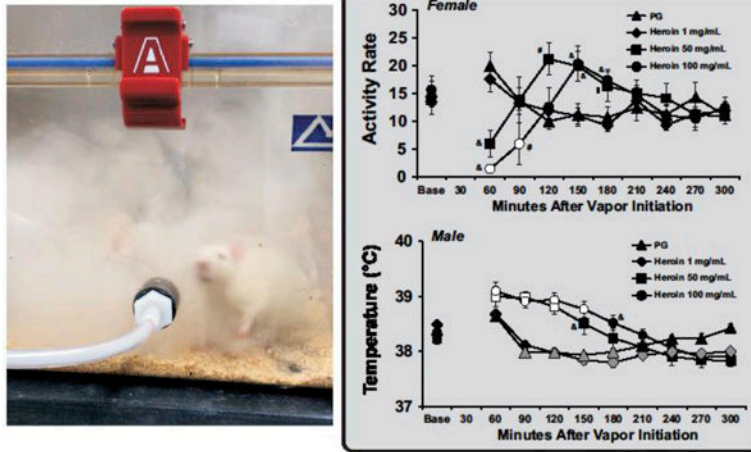 Female
30
25
20
15
10
5
0
Activity Rate
PG
Heroin 1 mg/mL
Heroin 50 mg/mL
Heroin 100 mg/mL
#
&
&
&
&
&
#
Base 30 60 90 120 150 180 210 240 270 300
Minutes After Vapor Initiation
Male
40
39
38
37
Temperature (°C)
PG
Heroin 1 mg/mL
Heroin 50 mg/mL
Heroin 100 mg/mL
&
&
Base 30 60 90 120 150 180 210 240 270 300
Minutes After Vapor Initiation